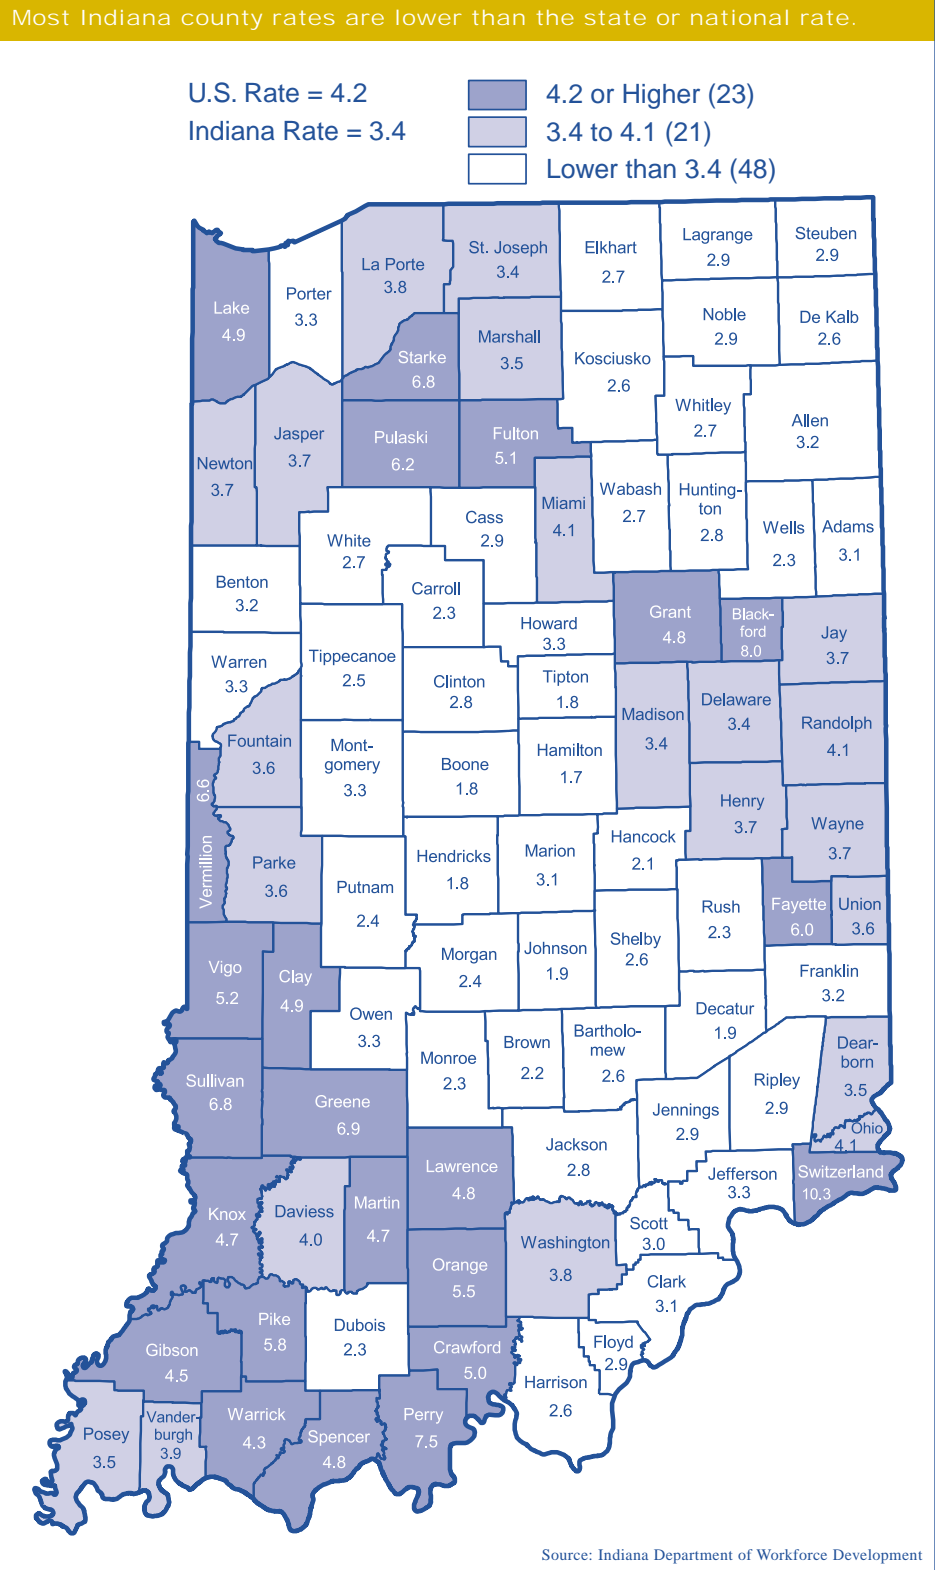 Most Indiana county rates are lower than the state or national rate.
U.S. Rate = 4.2
Indiana Rate = 3.4
4.2 or Higher (23)
3.4 to 4.1 (21)
Lower than 3.4 (48)
Lake
4.9
Porter
3.3
La Porte
3.8
St. Joseph
3.4
Elkhart
2.7
Lagrange
2.9
Steuben
2.9
Noble
2.9
De Kalb
2.6
Starke
6.8
Marshall
3.5
Kosciusko
2.6
Whitley
2.7
Allen
3.2
Newton
3.7
Jasper
3.7
Pulaski
6.2
Fulton
5.1
Miami
4.1
Wabash
2.7
Hunting-
ton
2.8
Wells
2.3
Adams
3.1
White
2.7
Cass
2.9
Benton
3.2
Carroll
2.3
Howard
3.3
Grant
4.8
Black-
ford
8.0
Jay
3.7
Warren
3.3
Tippecanoe
2.5
Clinton
2.8
Tipton
1.8
Madison
3.4
Delaware
3.4
Randolph
4.1
Fountain
3.6
Mont-
gomery
3.3
Boone
1.8
Hamilton
1.7
Henry
3.7
Wayne
3.7
Vermillion
6.6
Parke
3.6
Putnam
2.4
Hendricks
1.8
Marion
3.1
Hancock
2.1
Rush
2.3
Fayette
6.0
Union
3.6
Vigo
5.2
Clay
4.9
Owen
3.3
Morgan
2.4
Johnson
1.9
Shelby
2.6
Decatur
1.9
Franklin
3.2
Sullivan
6.8
Greene
6.9
Monroe
2.3
Brown
2.2
Bartholo-
mew
2.6
Jennings
2.9
Ripley
2.9
Dear-
born
3.5
Ohio
4.1
Knox
4.7
Daviess
4.0
Martin
4.7
Lawrence
4.8
Jackson
2.8
Jefferson
3.3
Switzerland
10.3
Orange
5.5
Washington
3.8
Scott
3.0
Clark
3.1
Gibson
4.5
Pike
5.8
Dubois
2.3
Crawford
5.0
Floyd
2.9
Harrison
2.6
Posey
3.5
Vander-
burgh
3.9
Warrick
4.3
Spencer
4.8
Perry
7.5
Source: Indiana Department of Workforce Development